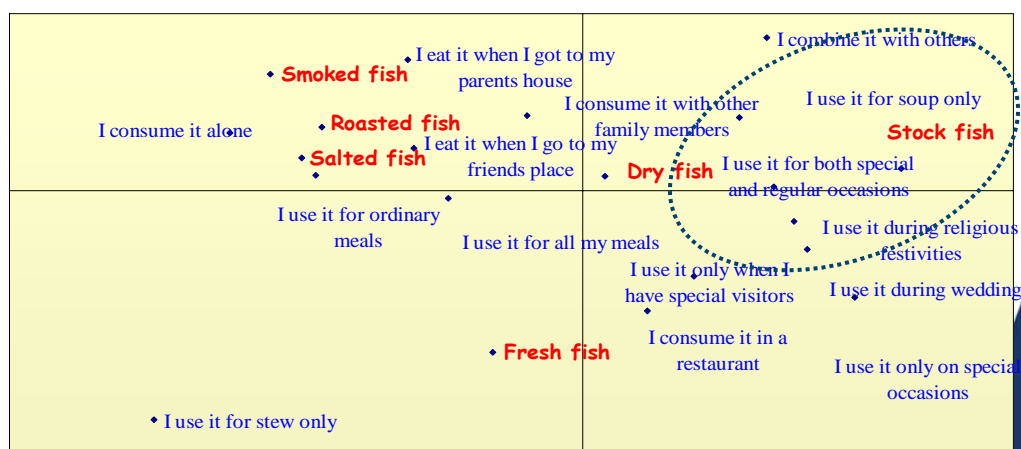 I combine it with others
I eat it when I got to my
parents house
Smoked fish
I use it for soup only
I consume it with other
family members
I consume it alone
Roasted fish
Stock fish
I eat it when I go to my
friends place
Salted fish
Dry fish
I use it for both special
and regular occasions
I use it for ordinary
meals
I use it for all my meals
I use it during religious
festivities
I use it only when I
have special visitors
I use it during wedding
I consume it in a
restaurant
Fresh fish
I use it only on special
occasions
I use it for stew only